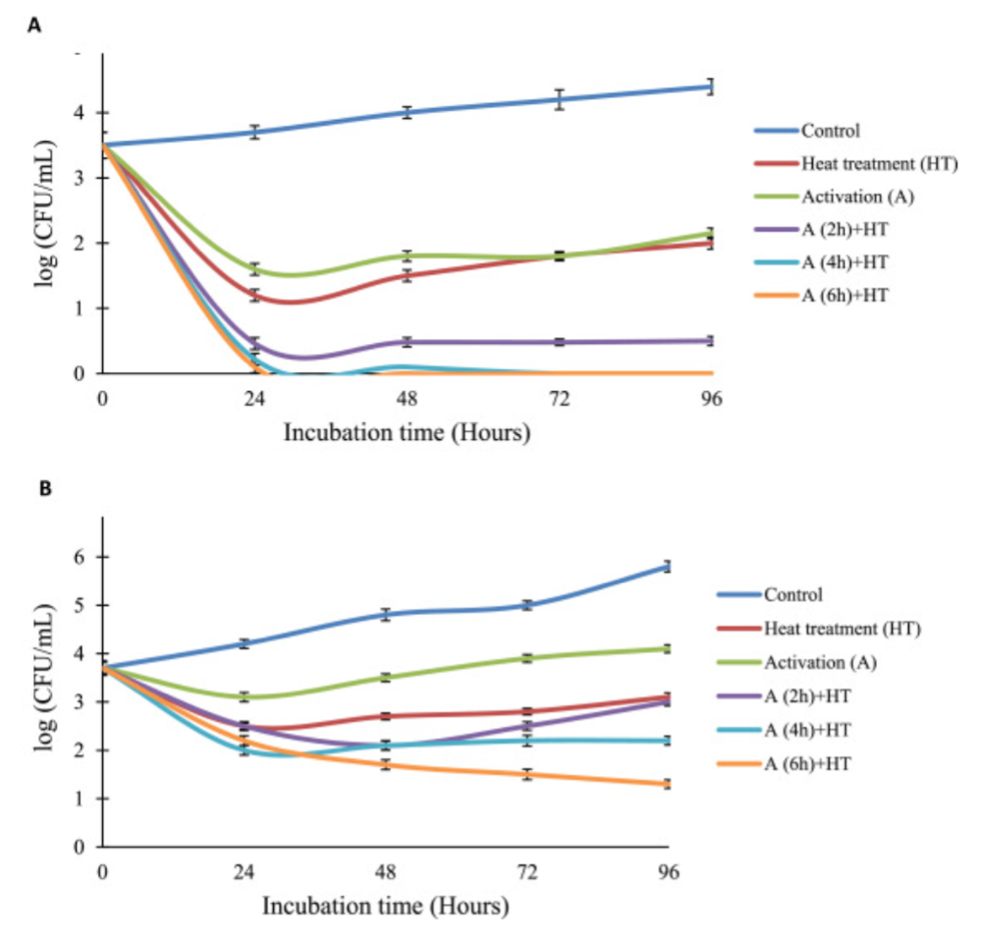 A
log (CFU/mL)
4
3
2
1
0
0 24 48 72 96
Incubation time (Hours)
Control
Heat treatment (HT)
Activation (A)
A (2h)+HT
A (4h)+HT
A (6h)+HT
B
log (CFU/mL)
6
5
4
3
2
1
0
0 24 48 72 96
Incubation time (Hours)
Control
Heat treatment (HT)
Activation (A)
A (2h)+HT
A (4h)+HT
A (6h)+HT